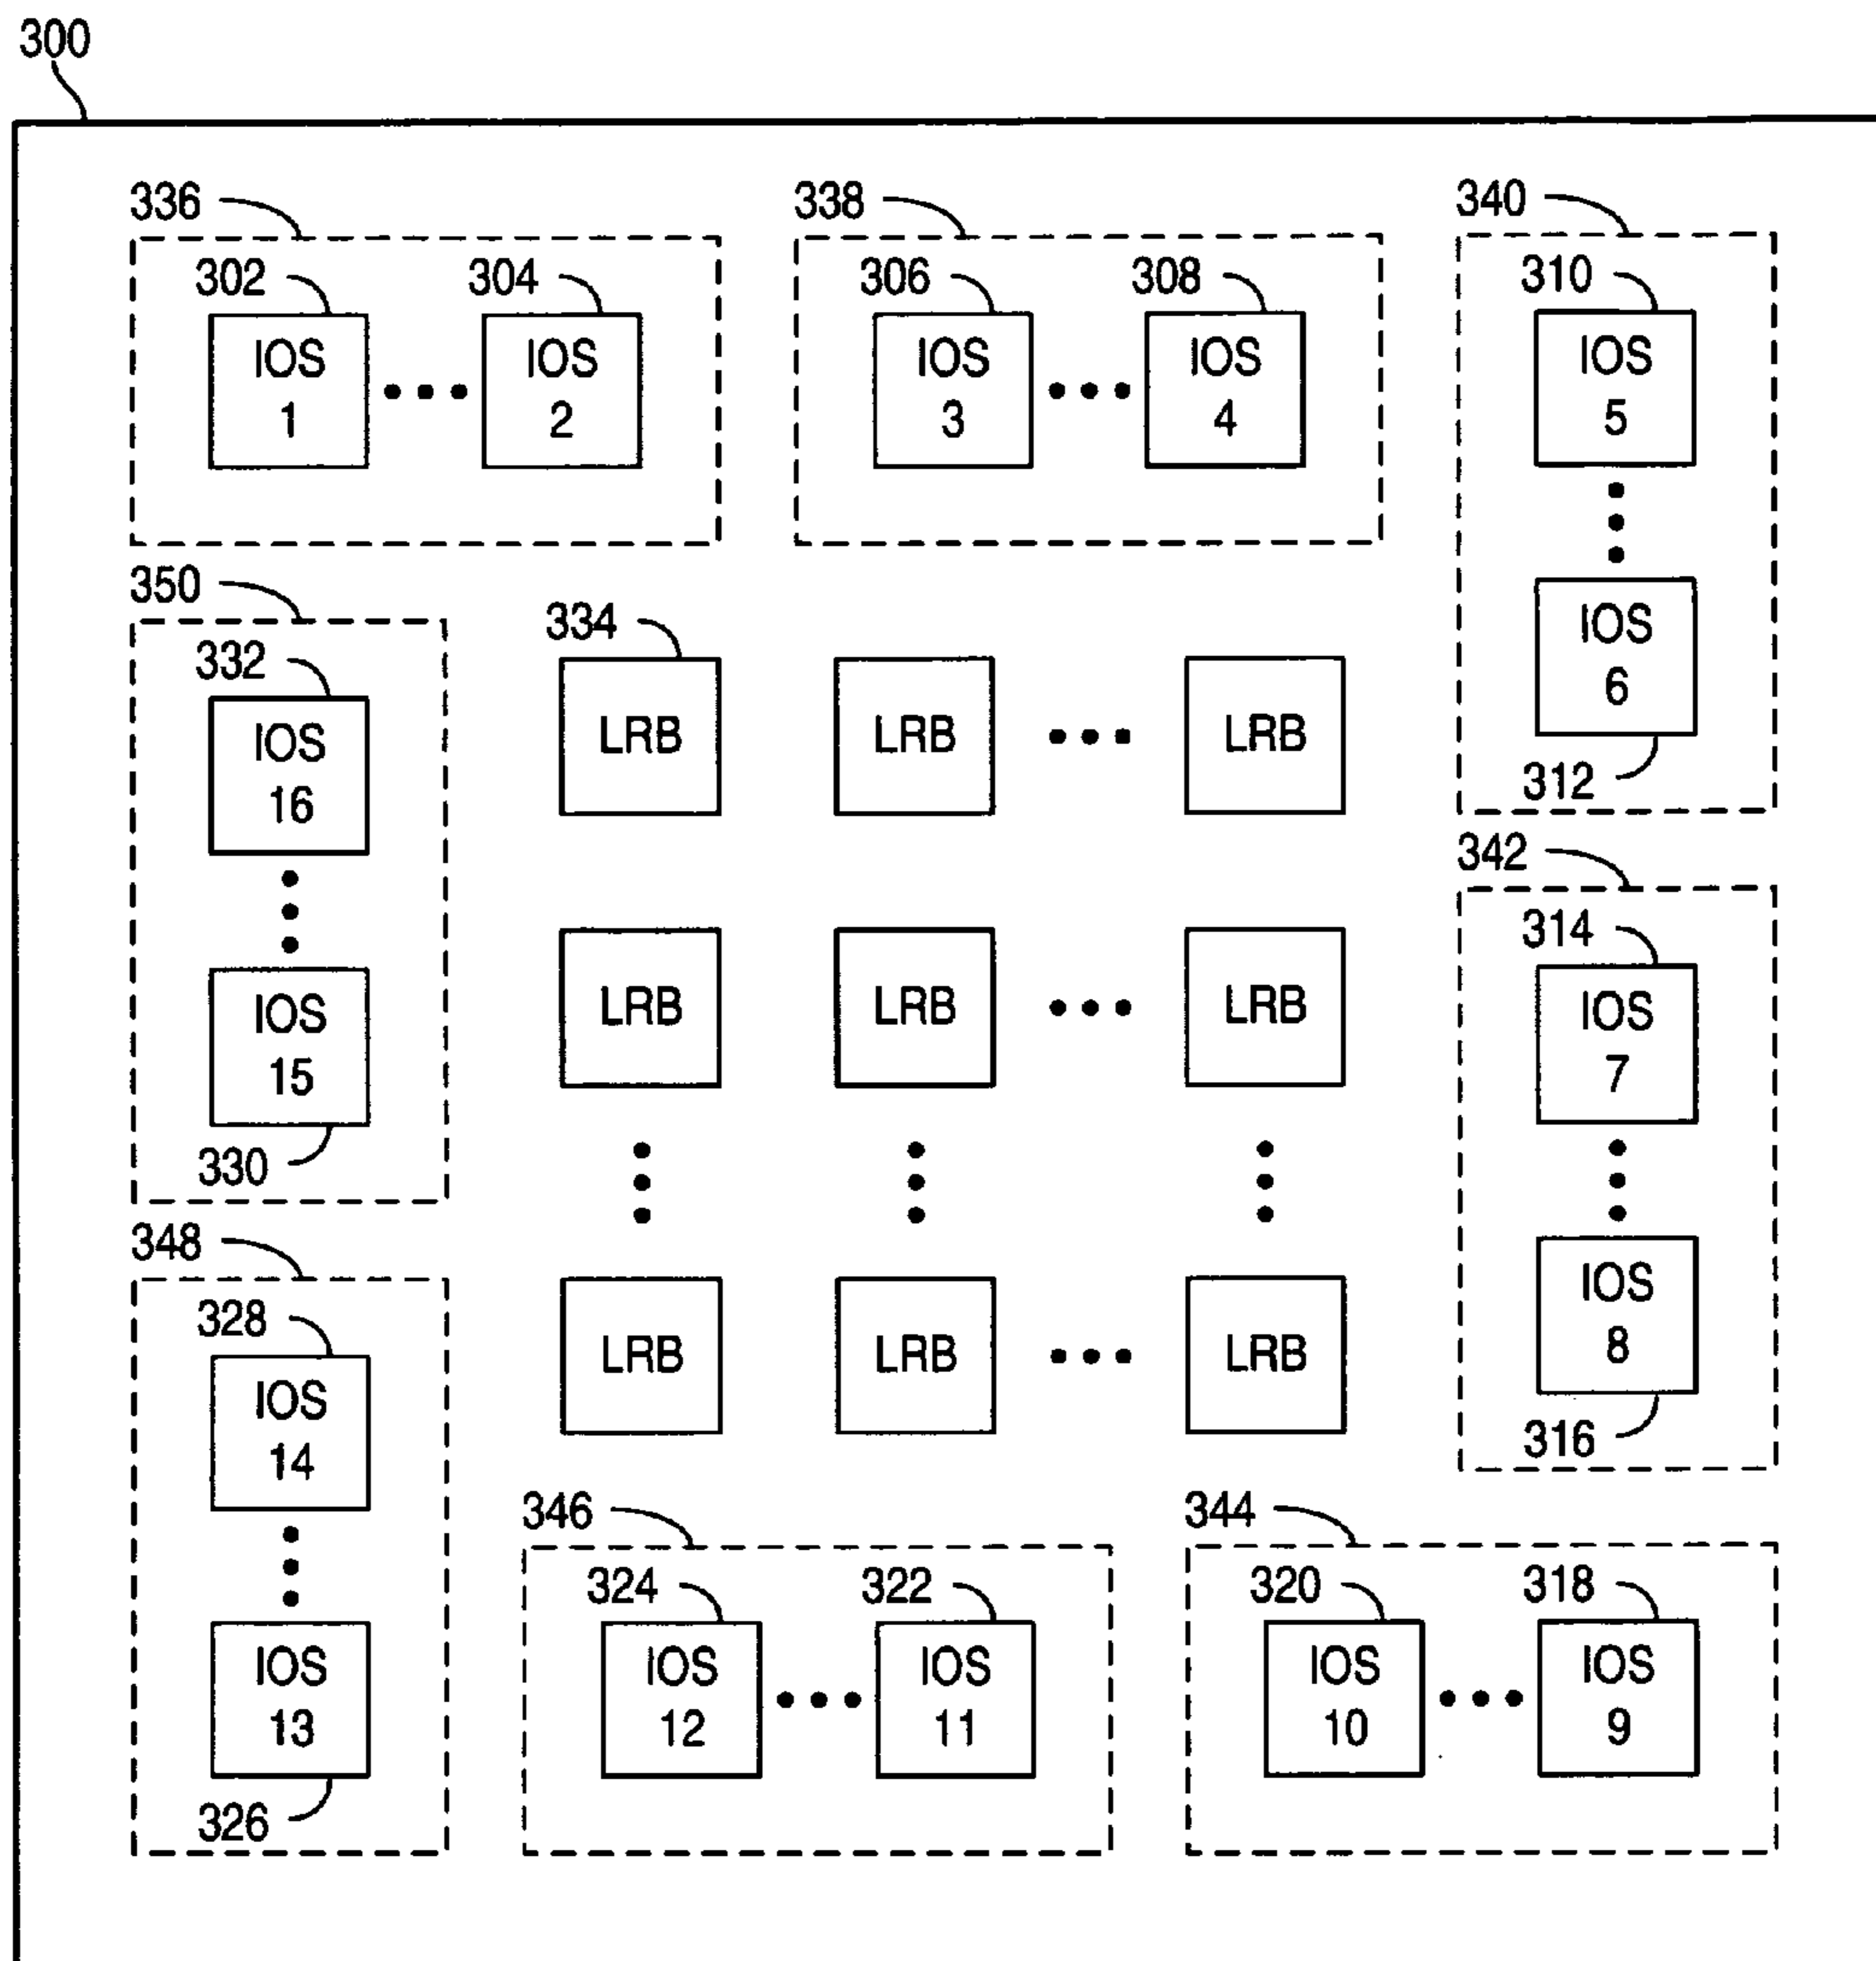 300
336
338
340
302
304
306
308
310
IOS 1
IOS 2
IOS 3
IOS 4
IOS 5
350
334
332
IOS 16
LRB
LRB
LRB
IOS 6
312
342
314
IOS 15
LRB
LRB
LRB
IOS 7
330
348
328
IOS 14
LRB
LRB
LRB
IOS 8
316
346
344
324
322
320
318
IOS 13
IOS 12
IOS 11
IOS 10
IOS 9
326